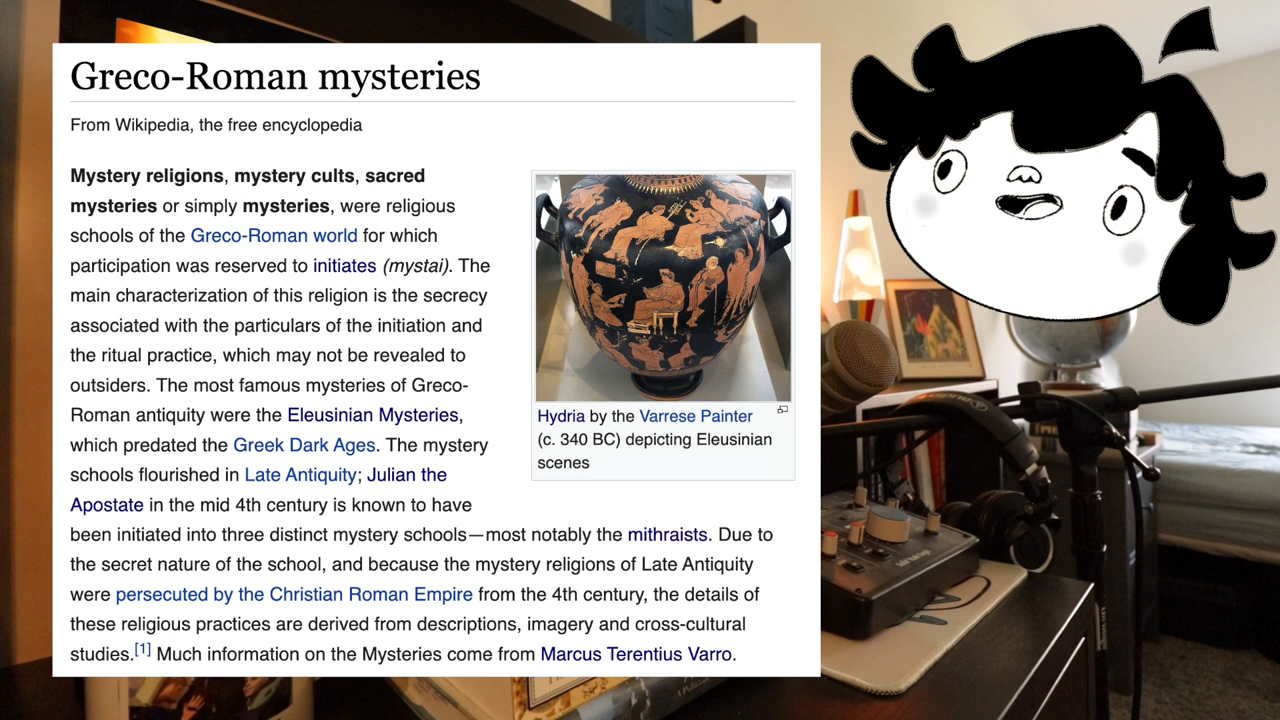 Greco-Roman mysteries
From Wikipedia, the free encyclopedia
Mystery religions, mystery cults, sacred
mysteries or simply mysteries, were religious
schools of the Greco-Roman world for which
participation was reserved to initiates (mystai). The
main characterization of this religion is the secrecy
associated with the particulars of the initiation and
the ritual practice, which may not be revealed to
outsiders. The most famous mysteries of Greco-
Roman antiquity were the Eleusinian Mysteries,
which predated the Greek Dark Ages. The mystery
schools flourished in Late Antiquity; Julian the
Apostate in the mid 4th century is known to have
been initiated into three distinct mystery schools—most notably the mithraists. Due to
the secret nature of the school, and because the mystery religions of Late Antiquity
were persecuted by the Christian Roman Empire from the 4th century, the details of
these religious practices are derived from descriptions, imagery and cross-cultural
studies.[1] Much information on the Mysteries come from Marcus Terentius Varro.
Hydria by the Varrese Painter
(c. 340 BC) depicting Eleusinian
scenes